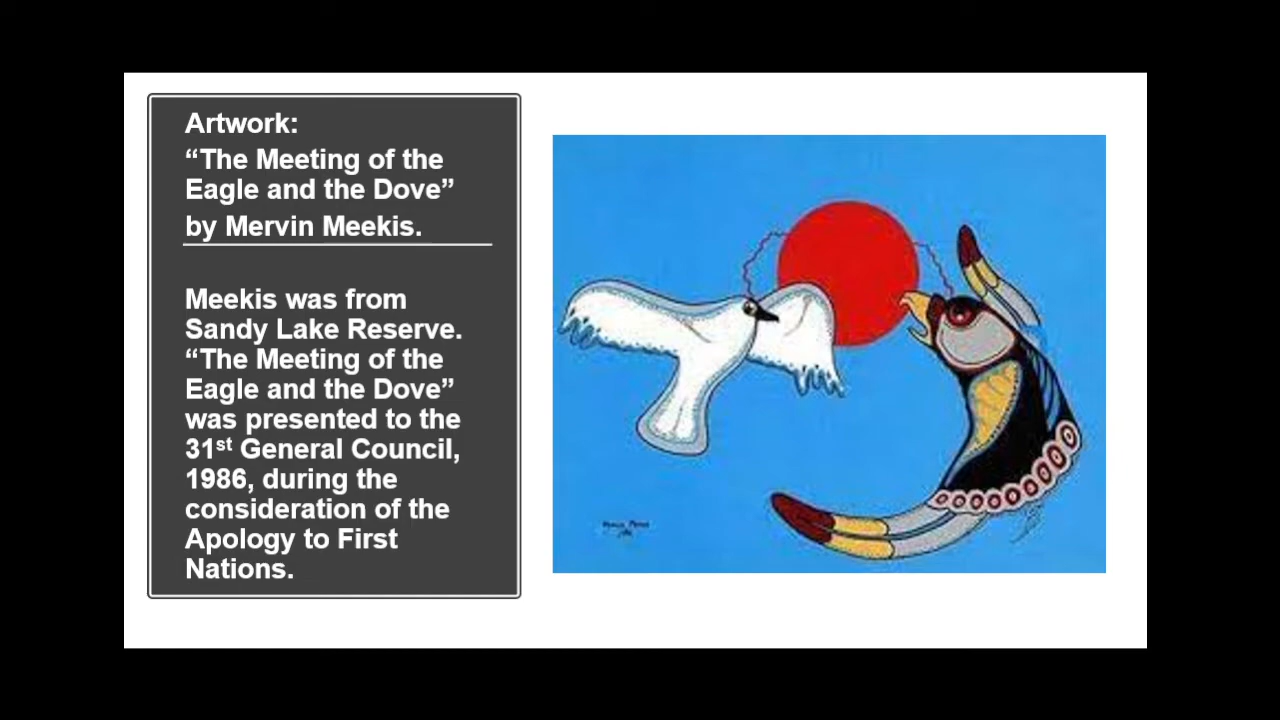 Artwork:
“The Meeting of the
Eagle and the Dove”
by Mervin Meekis.
Meekis was from
Sandy Lake Reserve.
“The Meeting of the
Eagle and the Dove”
was presented to the
31st General Council,
1986, during the
consideration of the
Apology to First
Nations.